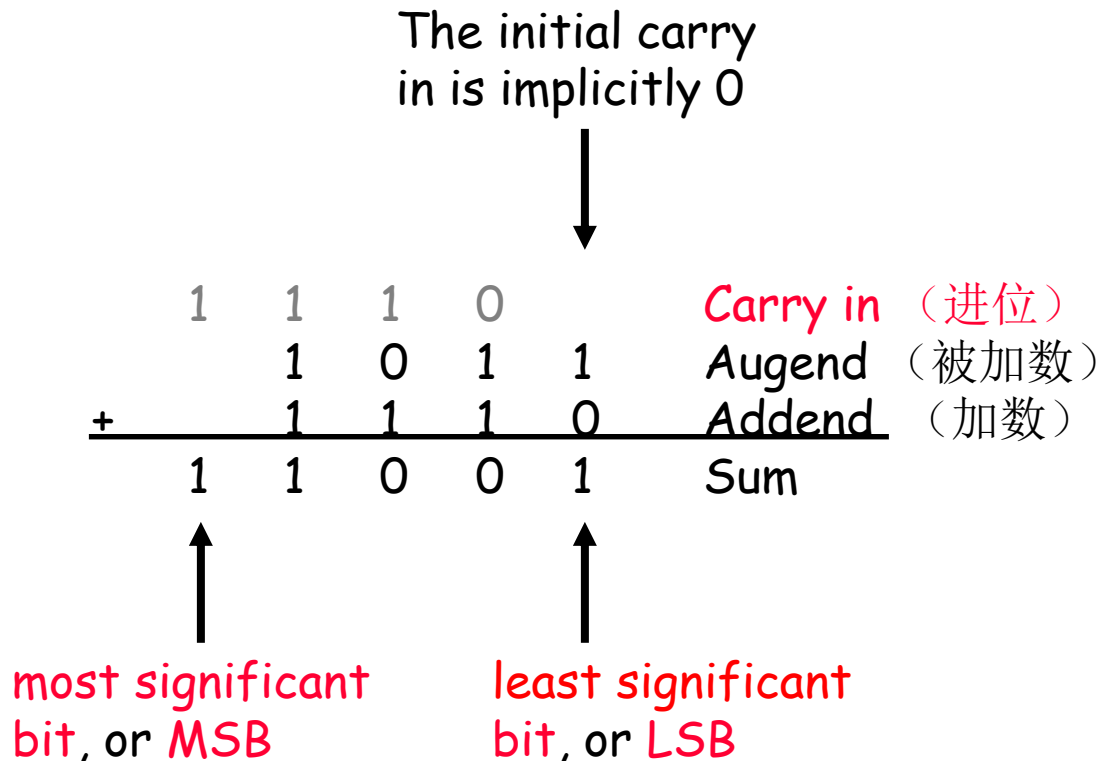 The initial carry
in is implicitly 0
1 1 1 0 Carry in （进位）
1 0 1 1 Augend （被加数）
+ 1 1 1 0 Addend （加数）
1 1 0 0 1 Sum
most significant least significant
bit, or MSB bit, or LSB